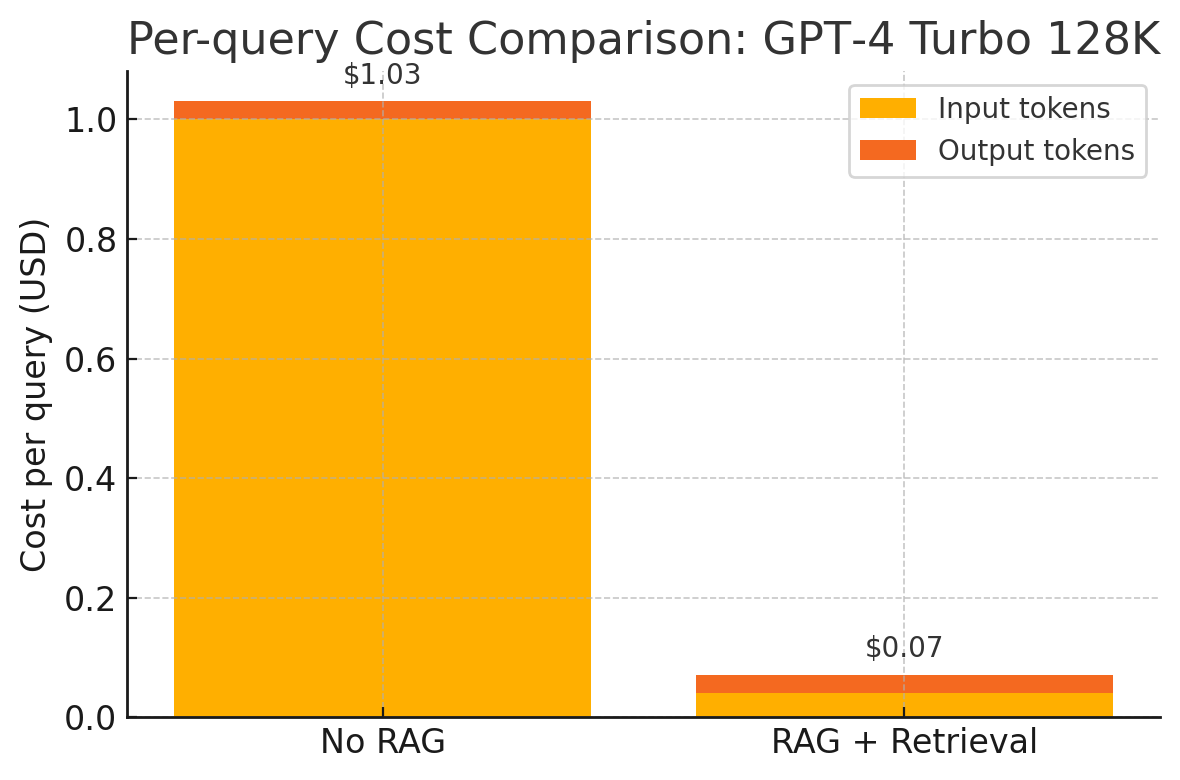 Per-query Cost Comparison: GPT-4 Turbo 128K
$1.03
Input tokens
Output tokens
Cost per query (USD)
1.0
0.8
0.6
0.4
0.2
0.0
$0.07
No RAG
RAG + Retrieval